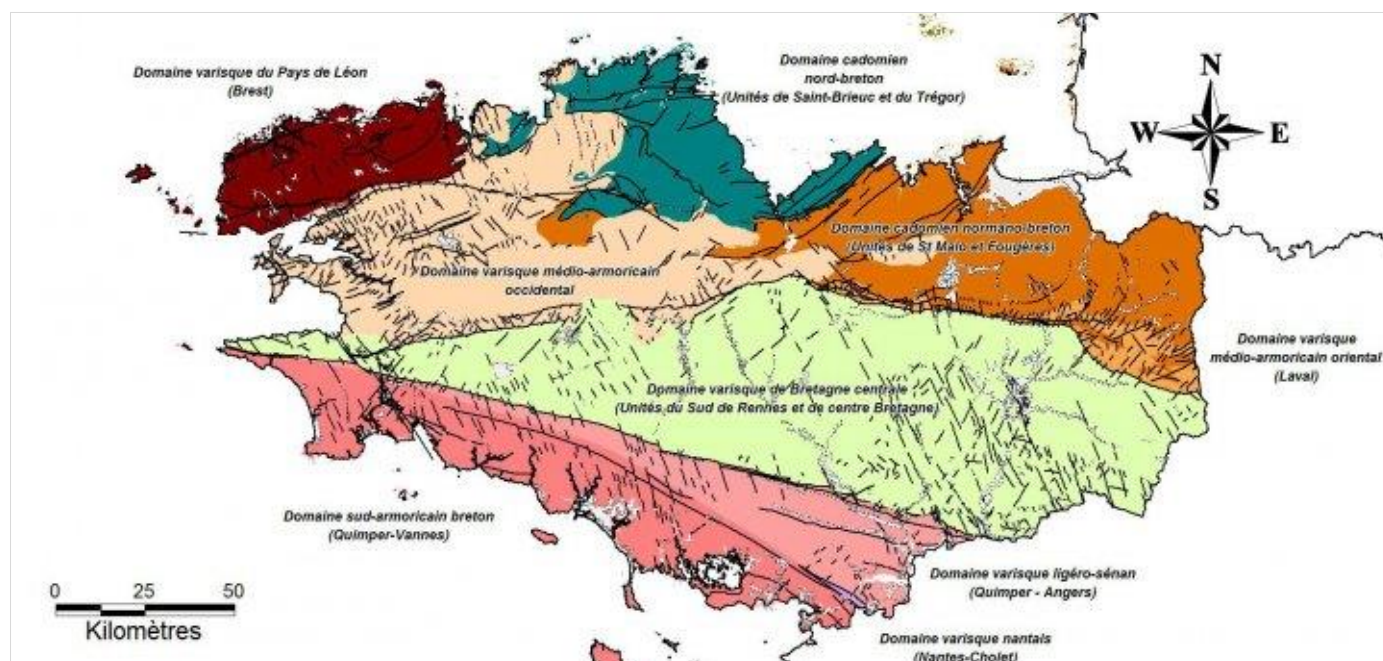 Domaine varisque du Pays de Léon
(Brest)
Domaine cadomien
nord-breton
(Unités de Saint-Brieuc et du Trégor)
N
W
E
S
Domaine cadomien normano-breton
(Unités de St Malo et Fougères)
Domaine varisque médio-armoricain
occidental
Domaine varisque
médio-armoricain oriental
(Laval)
Domaine varisque de Bretagne centrale
(Unités du Sud de Rennes et de centre Bretagne)
Domaine sud-armoricain breton
(Quimper-Vannes)
Domaine varisque ligéro-sénan
(Quimper - Angers)
0 25 50
Kilomètres
Domaine varisque nantais
(Nantes-Cholet)